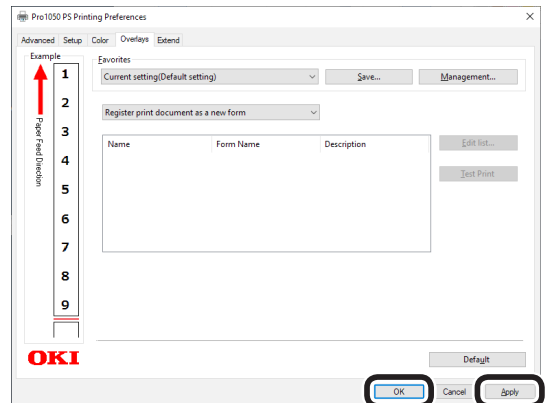 Pro1050 PS Printing Preferences
Advanced Setup Color Overlays Extend
Example
1
2
3
4
5
6
7
8
9
Paper Feed Direction
OKI
Favorites
Current setting(Default setting)
Save...
Management...
Register print document as a new form
Name Form Name Description
Edit list...
Test Print
Default
OK Cancel Apply